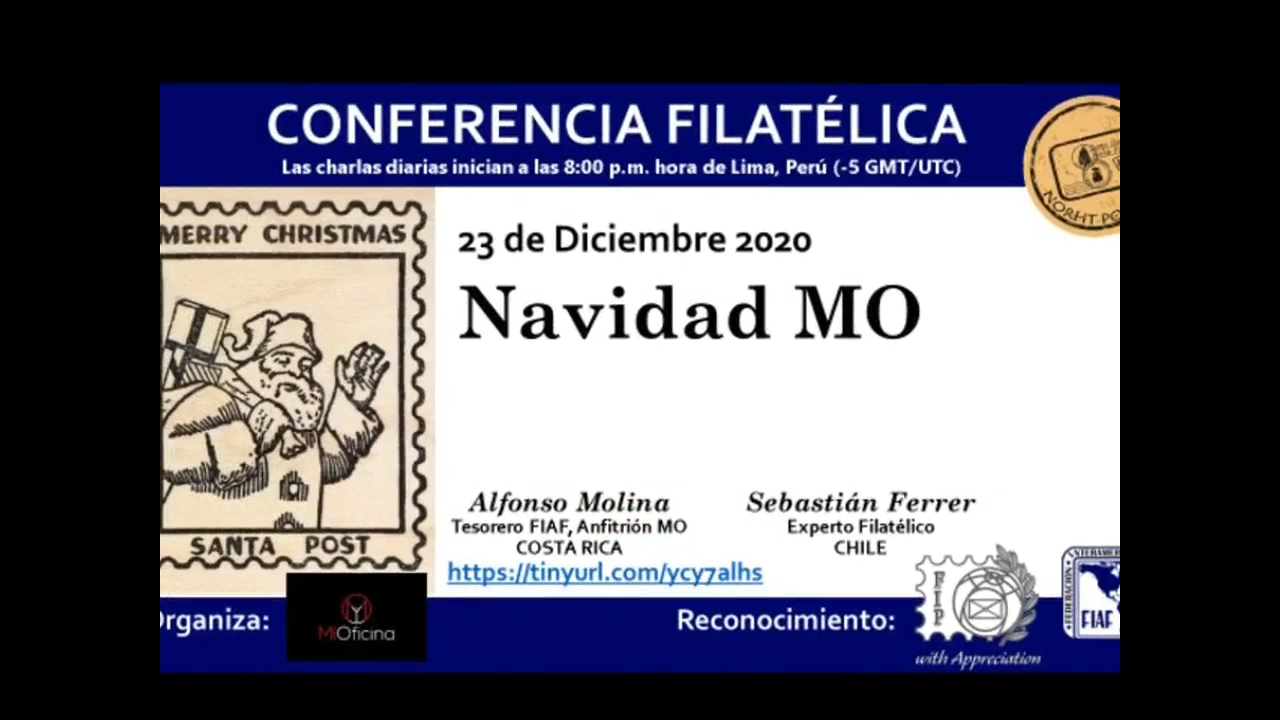 CONFERENCIA FILATÉLICA
Las charlas diarias inician a las 8:00 p.m. hora de Lima, Perú (-5 GMT/UTC)
NORHT PO
MERRY CHRISTMAS
SANTA POST
23 de Diciembre 2020
Navidad MO
Alfonso Molina
Tesorero FIAF, Anfitrión MO
COSTA RICA
Sebastián Ferrer
Experto Filatélico
CHILE
https://tinyurl.com/ycy7alhs
Organiza:
MiOficina
Reconocimiento:
FIP
with Appreciation
FIAF